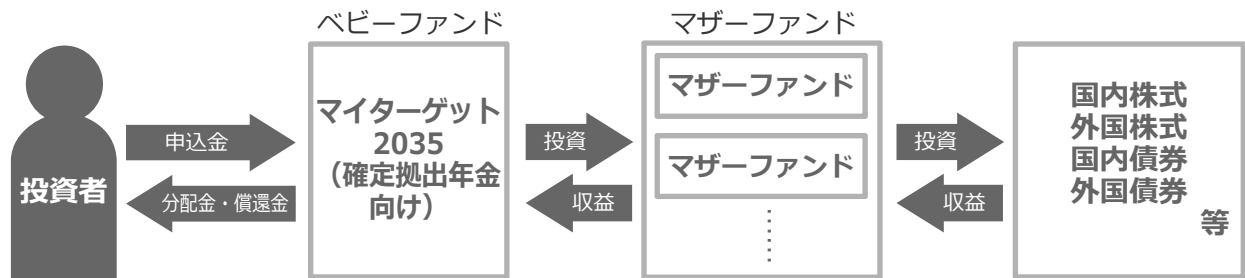 ベビーファンド
マザーファンド
投資者
申込金
分配金・償還金
マイターゲット
2035
（確定拠出年金
向け）
投資
収益
マザーファンド
マザーファンド
投資
収益
国内株式
外国株式
国内債券
外国債券
等